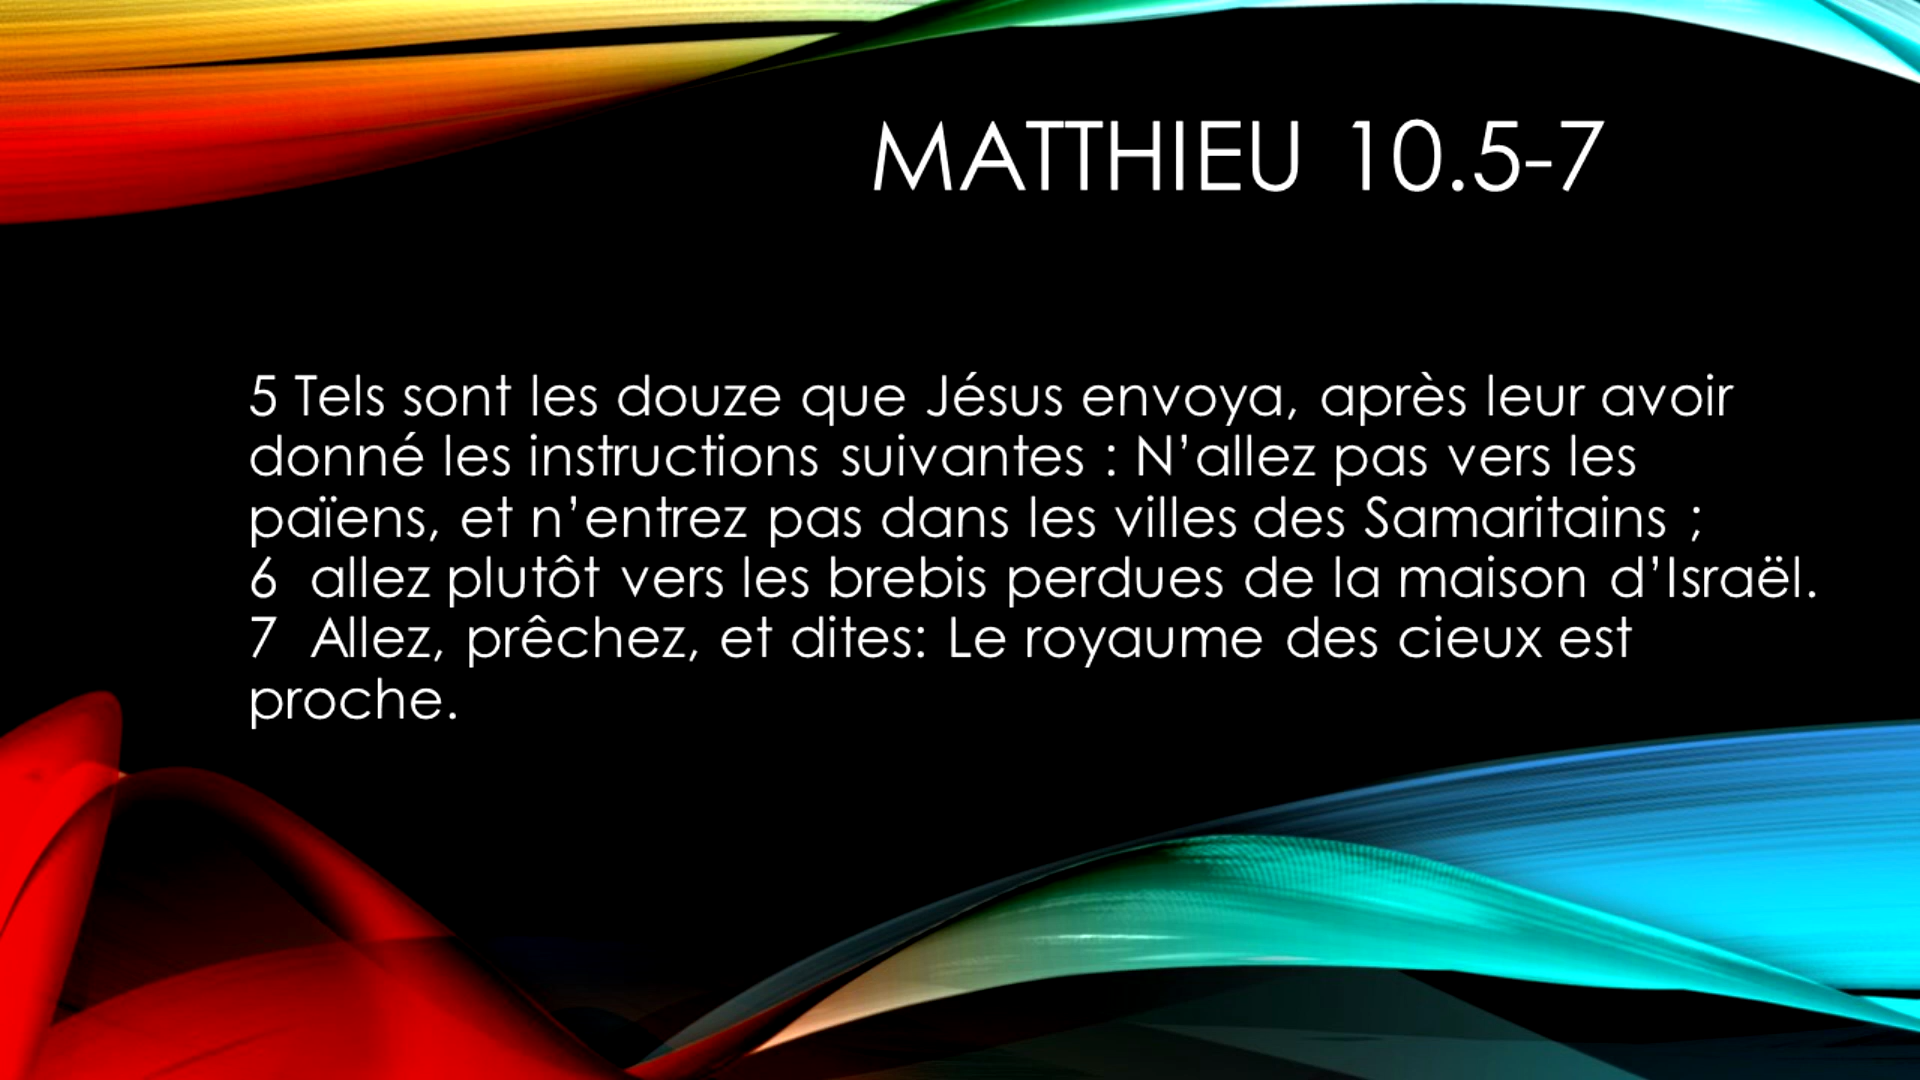 MATTHIEU 10.5-7
5 Tels sont les douze que Jésus envoya, après leur avoir
donné les instructions suivantes : N’allez pas vers les
païens, et n’entrez pas dans les villes des Samaritains ;
6  allez plutôt vers les brebis perdues de la maison d’Israël.
7  Allez, prêchez, et dites: Le royaume des cieux est
proche.